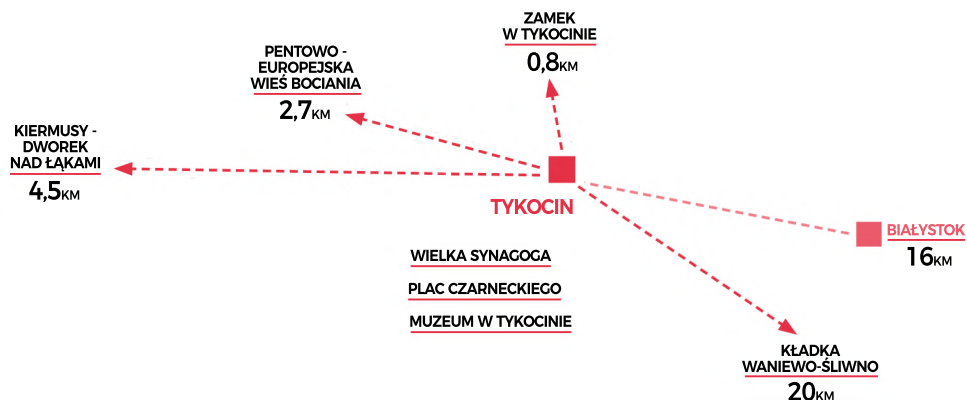 ZAMEK
W TYKOCINIE
0,8KM
PENTOWO -
EUROPEJSKA
WIEŚ BOCIANIA
2,7KM
KIERMUSY -
DWOREK
NAD ŁĄKAMI
4,5KM
TYKOCIN
BIAŁYSTOK
16KM
WIELKA SYNAGOGA
PLAC CZARNECKIEGO
MUZEUM W TYKOCINIE
KŁADKA
WANIEWO-ŚLIWNO
20KM